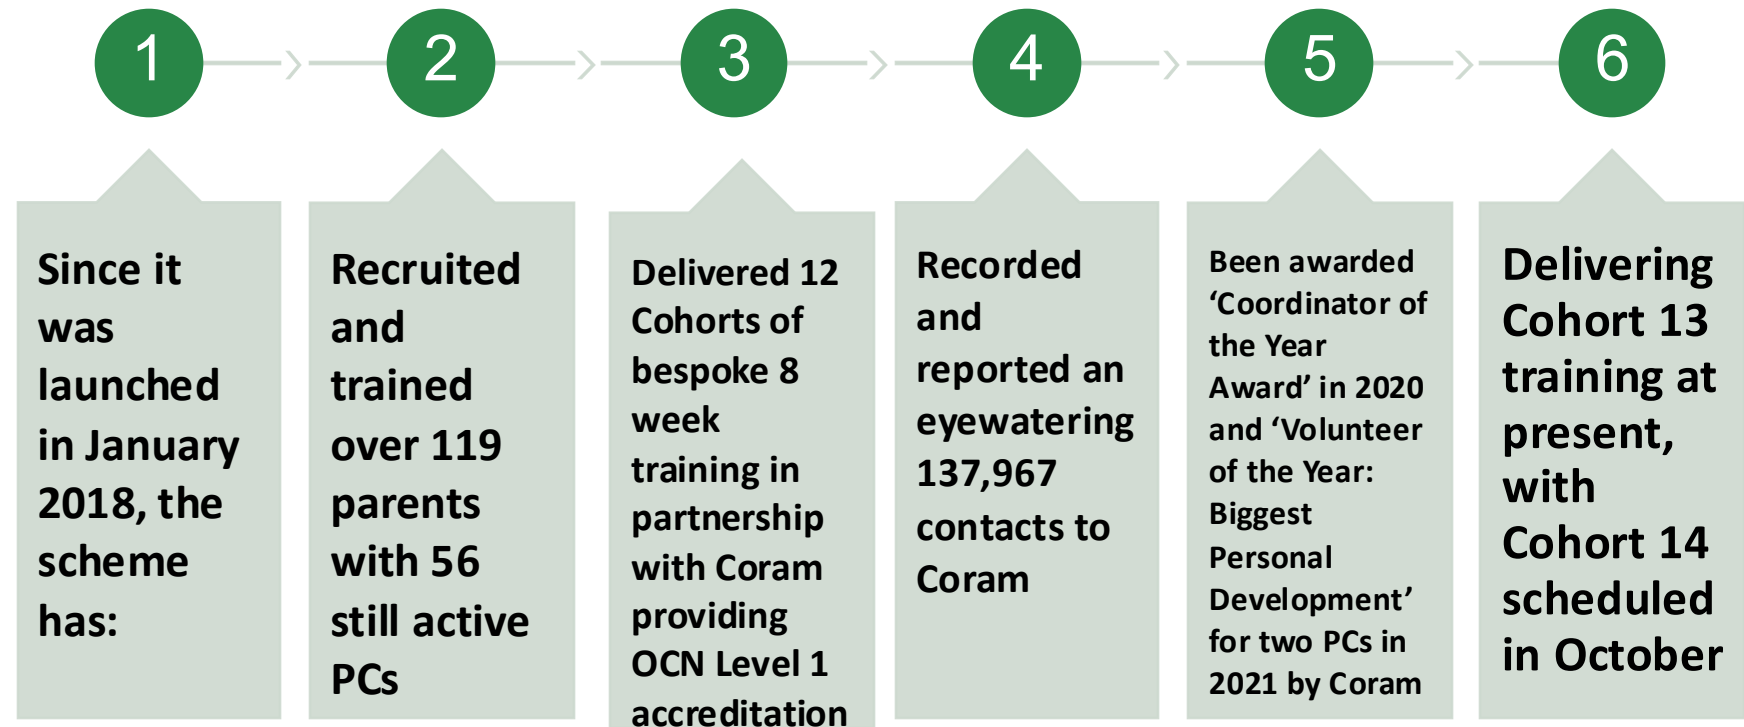 1
Since it
was
launched
in January
2018, the
scheme
has:
2
Recruited
and
trained
over 119
parents
with 56
still active
PCs
3
Delivered 12
Cohorts of
bespoke 8
week
training in
partnership
with Coram
providing
OCN Level 1
accreditation
4
Recorded
and
reported an
eyewatering
137,967
contacts to
Coram
5
Been awarded
‘Coordinator of
the Year
Award’ in 2020
and ‘Volunteer
of the Year:
Biggest
Personal
Development’
for two PCs in
2021 by Coram
6
Delivering
Cohort 13
training at
present,
with
Cohort 14
scheduled
in October